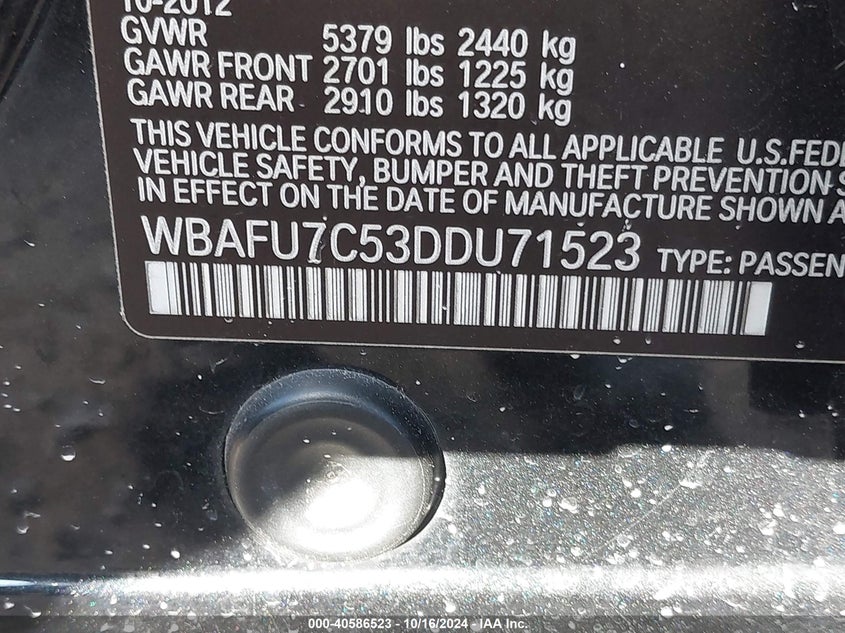 10-2012
GVWR 5379 lbs 2440 kg
GAWR FRONT 2701 lbs 1225 kg
GAWR REAR 2910 lbs 1320 kg
THIS VEHICLE CONFORMS TO ALL APPLICABLE U.S.FEDE
VEHICLE SAFETY, BUMPER AND THEFT PREVENTION S
IN EFFECT ON THE DATE OF MANUFACTURE SHOWN A
WBAFU7C53DDU71523 TYPE: PASSEN
000-40586523 - 10/16/2024 - © IAA Inc.